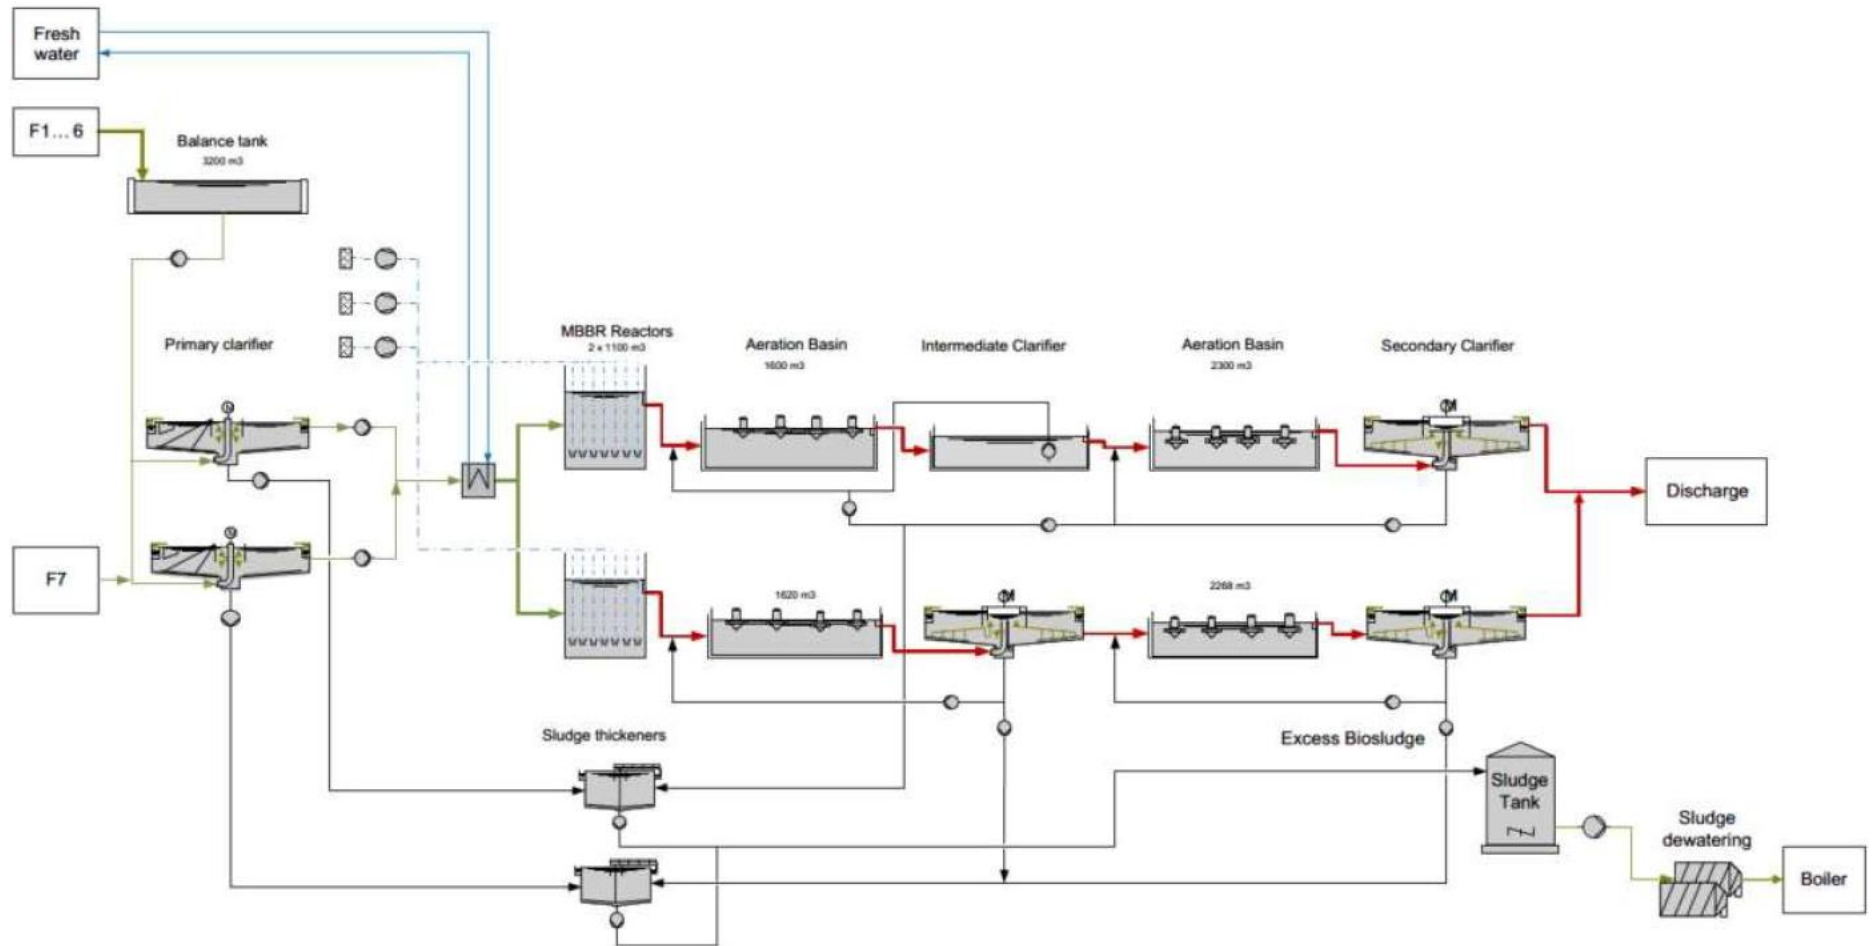 Fresh
water
F1... 6
Balance tank
3200 m3
Primary clarifier
MBBR Reactors
2 x 1100 m3
Aeration Basin
1600 m3
Intermediate Clarifier
Aeration Basin
2300 m3
Secondary Clarifier
M
Discharge
F7
1620 m3
M
2268 m3
M
Sludge thickeners
Excess Biosludge
Sludge
Tank
Sludge
dewatering
Boiler